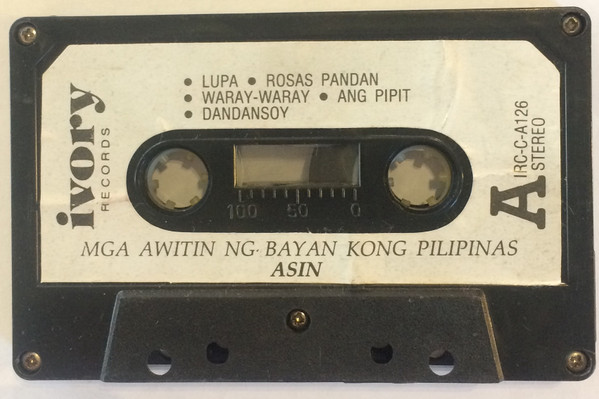 • LUPA • ROSAS PANDAN
• WARAY-WARAY • ANG PIPIT
• DANDANSOY
ivory
RECORDS
A
IRC-C-A126
STEREO
100 50 0
MGA AWITIN NG BAYAN KONG PILIPINAS
ASIN